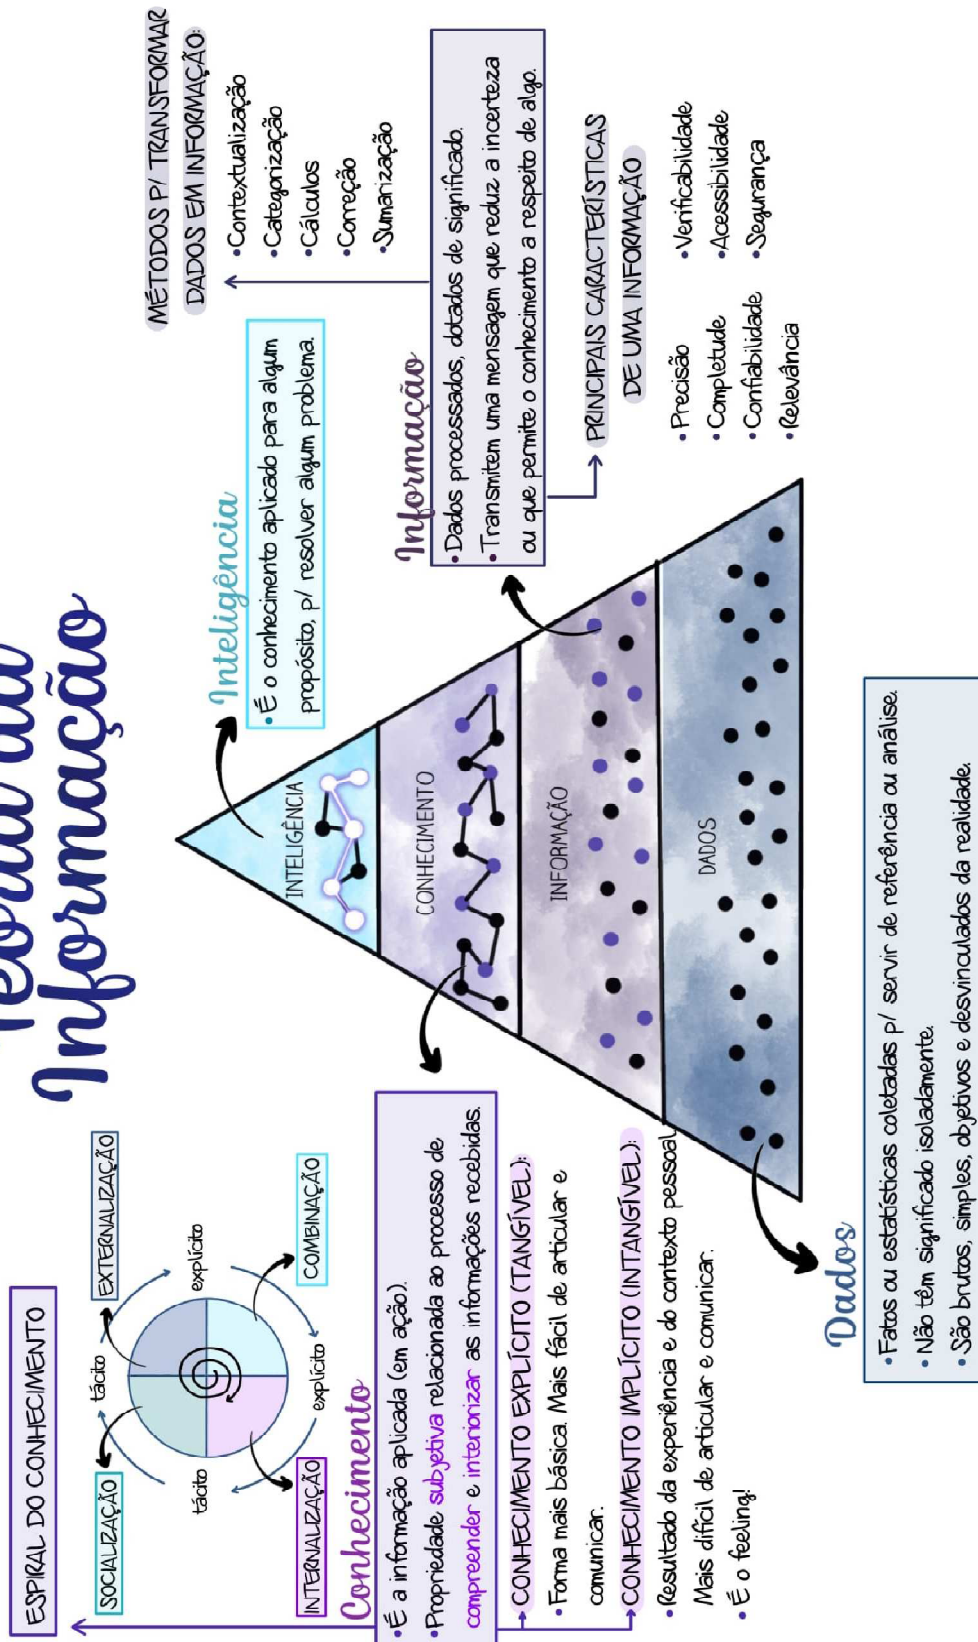 Teoria da
Informação
ESPIRAL DO CONHECIMENTO
SOCIALIZAÇÃO
tácito
EXTERNALIZAÇÃO
tácito
explícito
INTERNALIZAÇÃO
explícito
COMBINAÇÃO
Conhecimento
• É a informação aplicada (em ação).
• Propriedade subjetiva relacionada ao processo de
compreender e interiorizar as informações recebidas.
CONHECIMENTO EXPLÍCITO (TANGÍVEL):
• Forma mais básica. Mais fácil de articular e
comunicar.
CONHECIMENTO IMPLÍCITO (INTANGÍVEL):
• Resultado da experiência e do contexto pessoal.
Mais difícil de articular e comunicar.
• É o feeling!
INTELIGÊNCIA
CONHECIMENTO
INFORMAÇÃO
DADOS
Inteligência
• É o conhecimento aplicado para algum
propósito, p/ resolver algum problema.
MÉTODOS P/ TRANSFORMAR
DADOS EM INFORMAÇÃO:
• Contextualização
• Categorização
• Cálculos
• Correção
• Sumarização
Informação
• Dados processados, dotados de significado.
• Transmitem uma mensagem que reduz a incerteza
ou que permite o conhecimento a respeito de algo.
PRINCIPAIS CARACTERÍSTICAS
DE UMA INFORMAÇÃO
• Precisão
• Completude
• Confiabilidade
• Relevância
• Verificabilidade
• Acessibilidade
• Segurança
Dados
• Fatos ou estatísticas coletadas p/ servir de referência ou análise.
• Não têm significado isoladamente.
• São brutos, simples, objetivos e desvinculados da realidade.